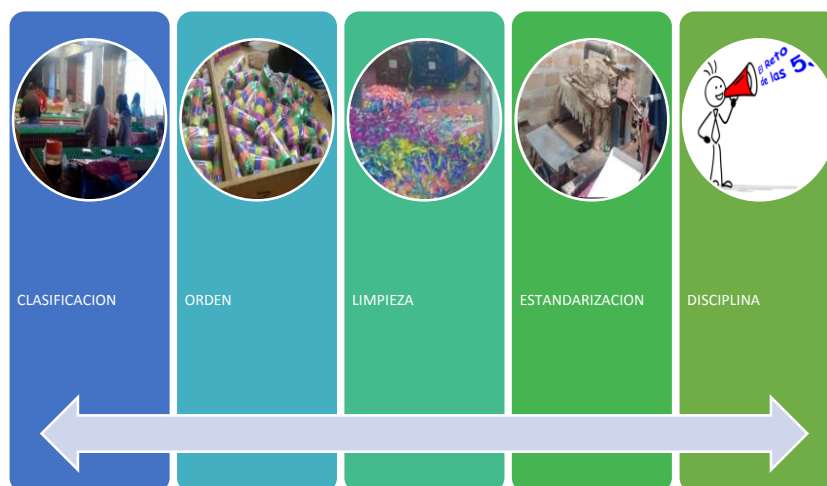 El Reto
de las 5
CLASIFICACION
ORDEN
LIMPIEZA
ESTANDARIZACION
DISCIPLINA